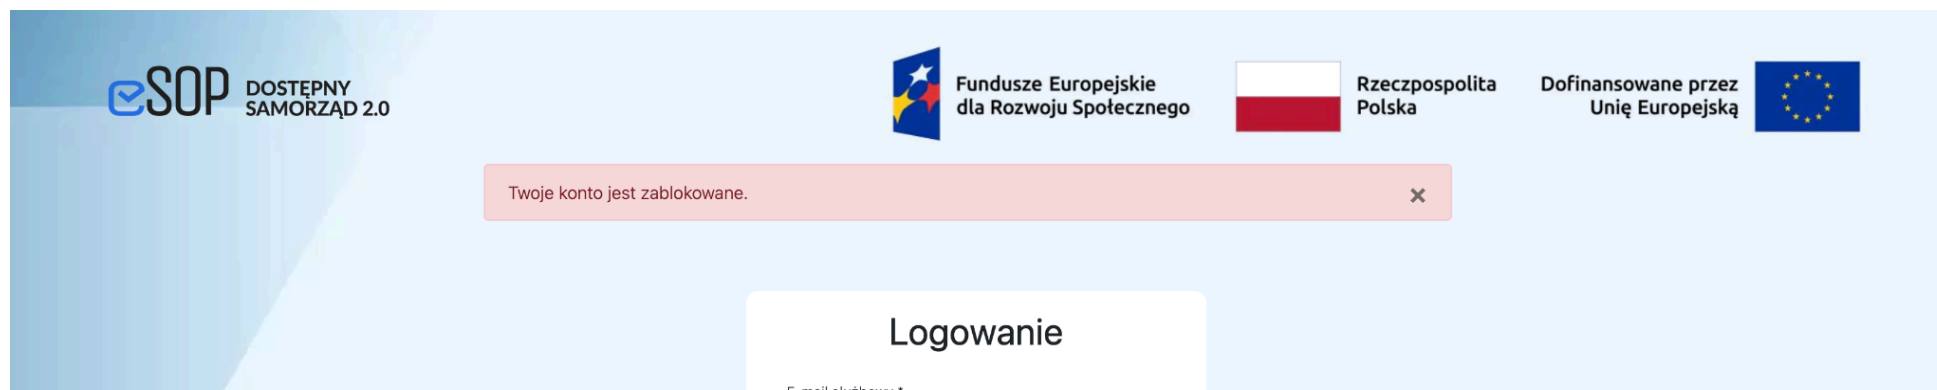 eSOP
DOSTĘPNY
SAMORZĄD 2.0
Fundusze Europejskie
dla Rozwoju Społecznego
Rzeczpospolita
Polska
Dofinansowane przez
Unię Europejską
Twoje konto jest zablokowane.
×
Logowanie